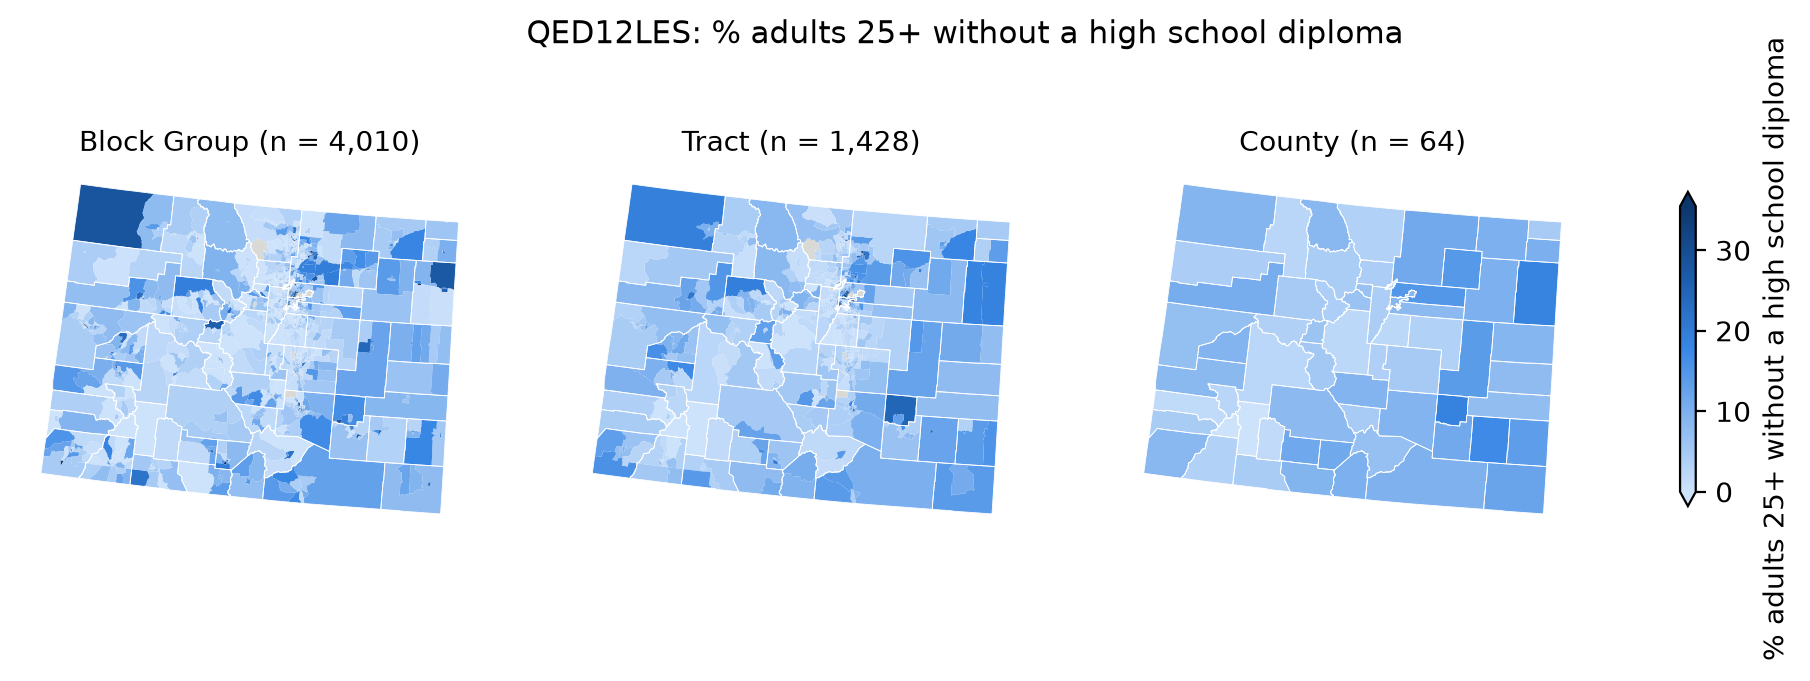 QED12LES: % adults 25+ without a high school diploma
Block Group (n = 4,010)
Tract (n = 1,428)
County (n = 64)
30
20
10
0
% adults 25+ without a high school diploma